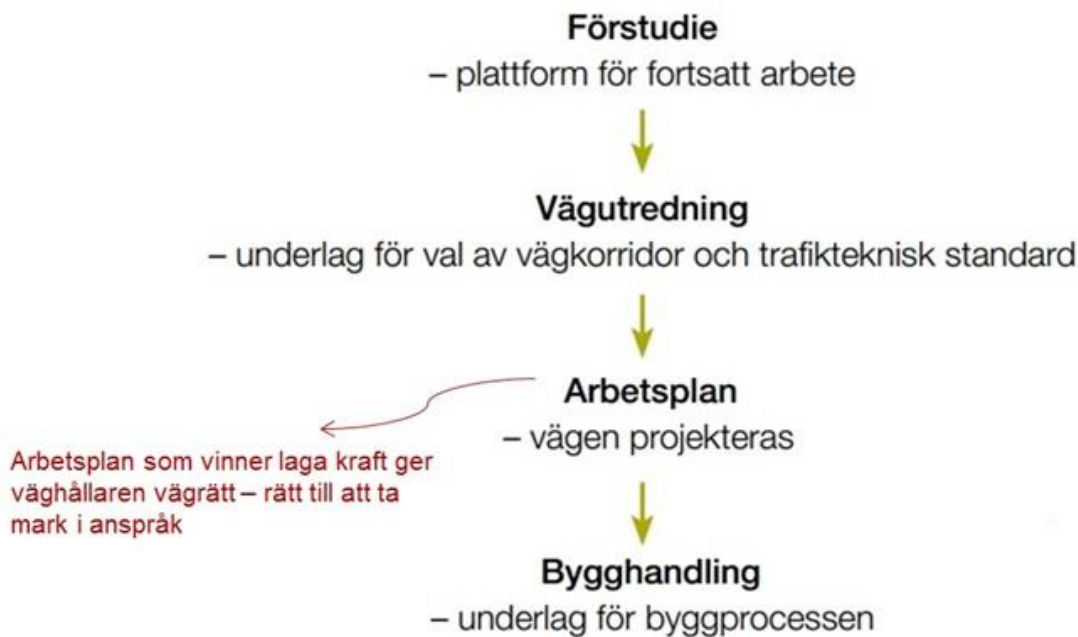 Förstudie
– plattform för fortsatt arbete
Vägutredning
– underlag för val av vägkorridor och trafikteknisk standard
Arbetsplan
– vägen projekteras
Arbetsplan som vinner laga kraft ger
väghållaren vägrätt – rätt till att ta
mark i anspråk
Bygghandling
– underlag för byggprocessen